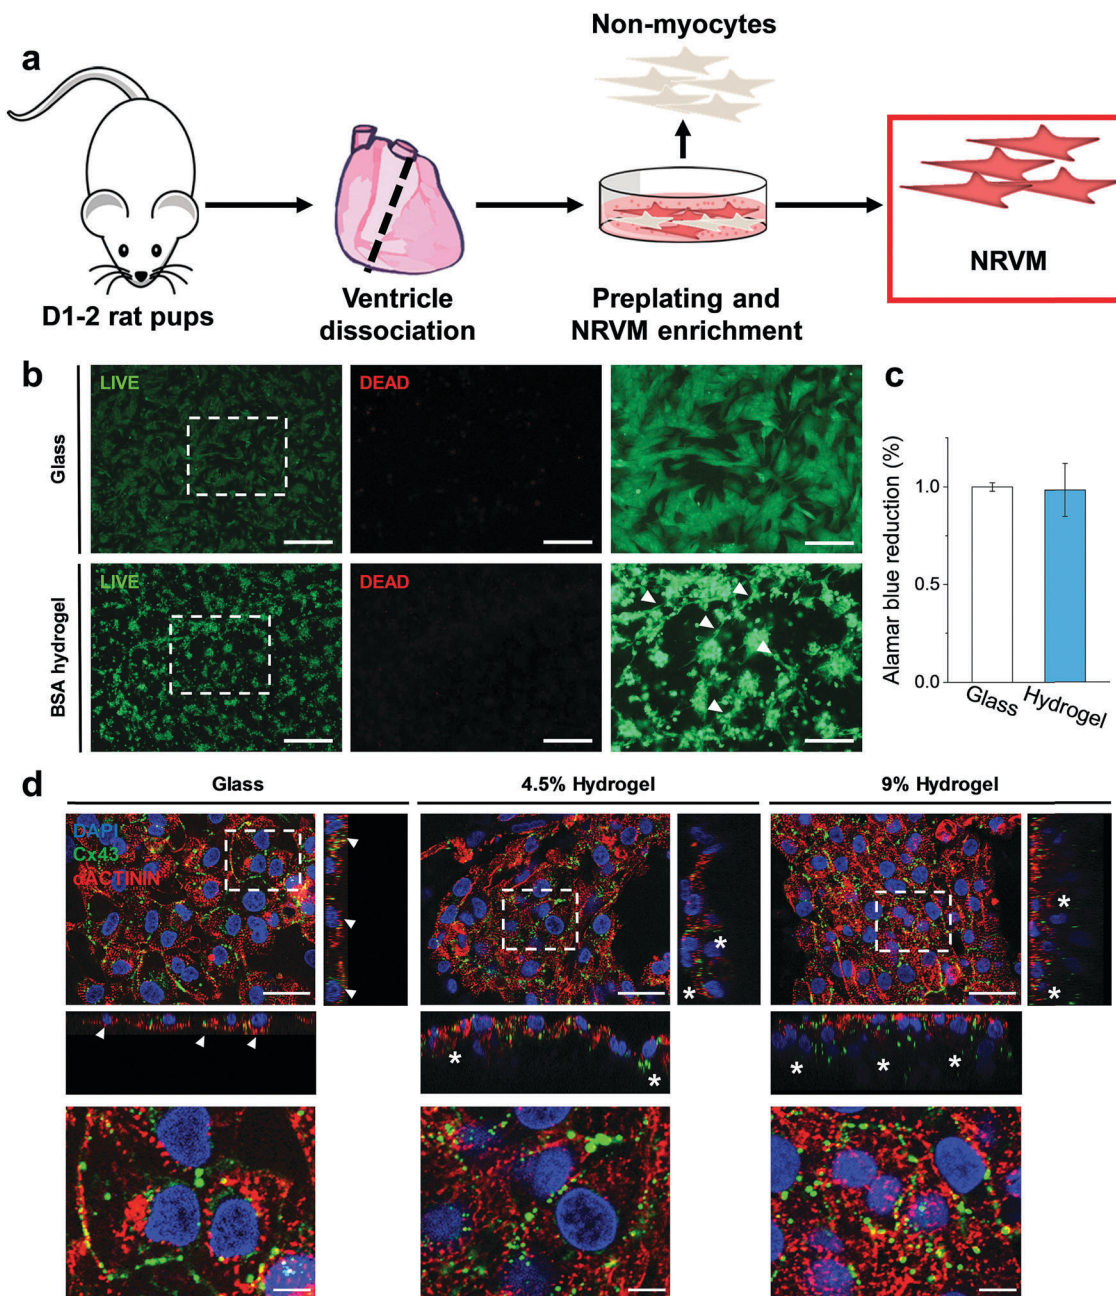 a
Non-myocytes
D1-2 rat pups
Ventricle
dissociation
Preplating and
NRVM enrichment
NRVM
b
Glass
LIVE
DEAD
BSA hydrogel
LIVE
DEAD
c
Alamar blue reduction (%)
1.0
0.5
0.0
Glass
Hydrogel
d
Glass
4.5% Hydrogel
9% Hydrogel
DAPI
Cx43
αACTININ
*
*
*
*
*
*
*
*
*